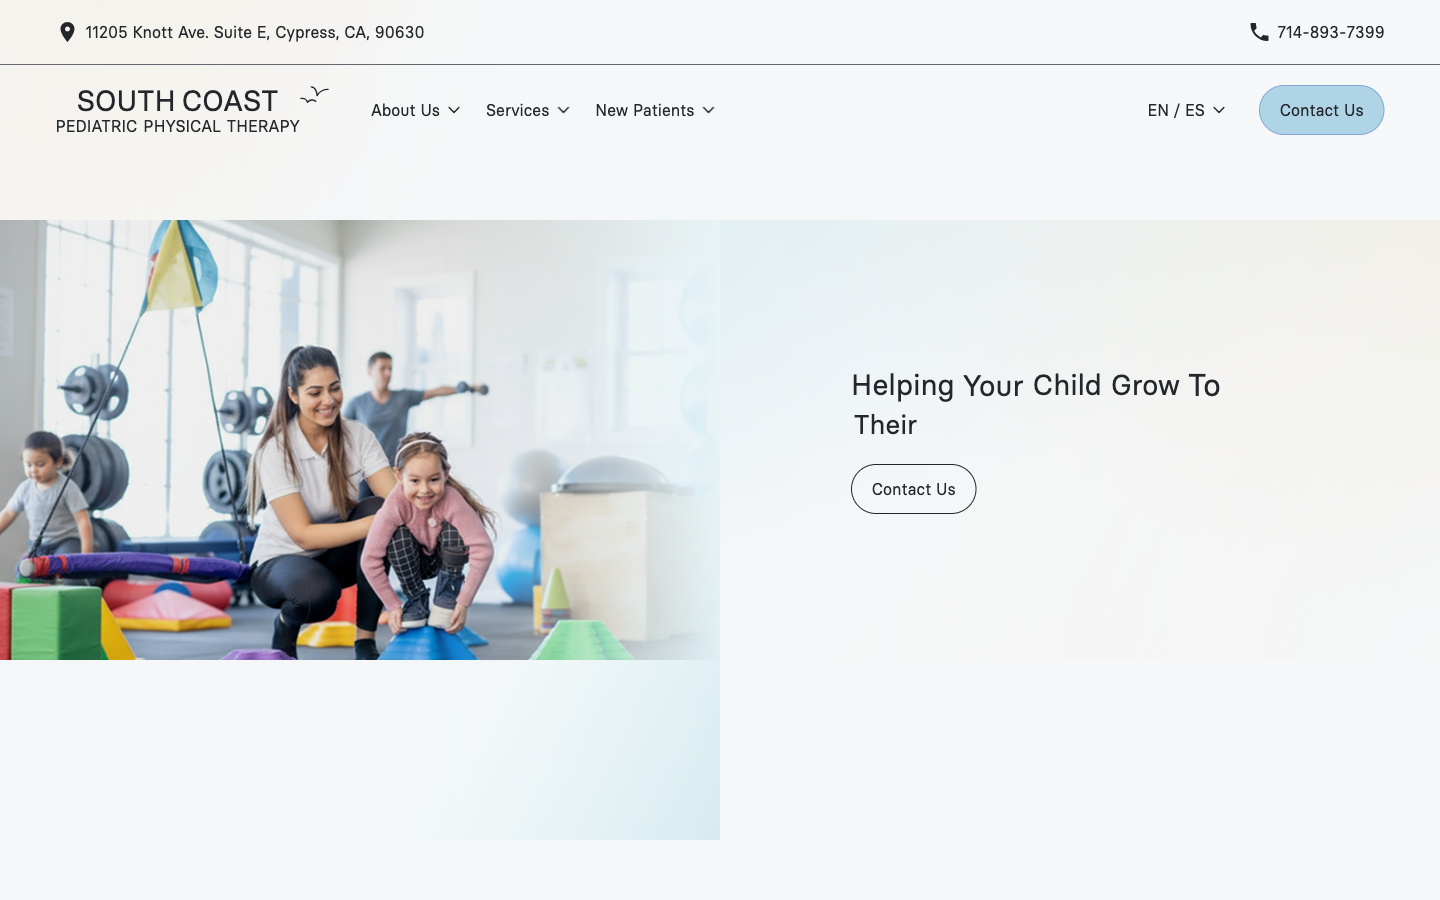 11205 Knott Ave. Suite E, Cypress, CA, 90630
714-893-7399
SOUTH COAST
PEDIATRIC PHYSICAL THERAPY
About Us
Services
New Patients
EN / ES
Contact Us
Helping Your Child Grow To
Their
Contact Us